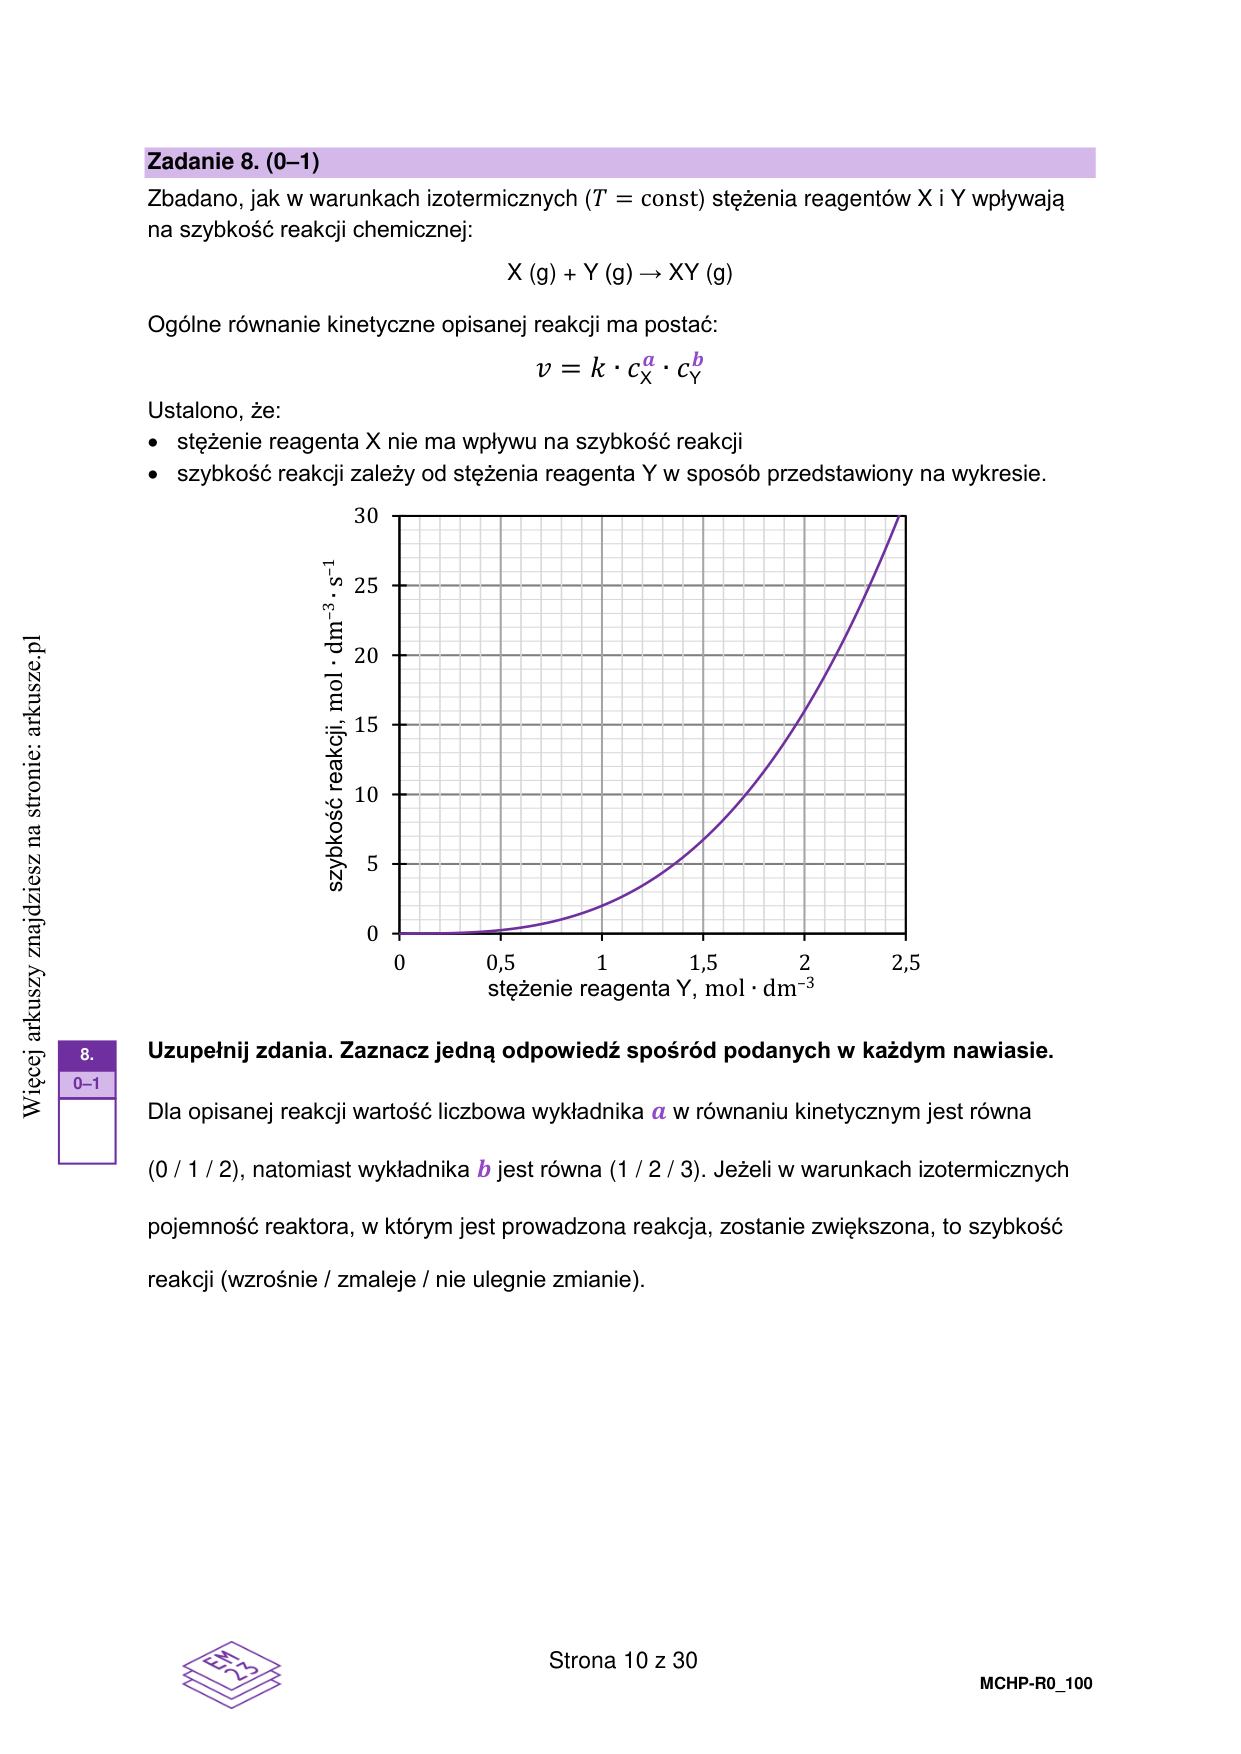 Zadanie 8. (0–1)
Zbadano, jak w warunkach izotermicznych (T = const) stężenia reagentów X i Y wpływają
na szybkość reakcji chemicznej:
X (g) + Y (g) → XY (g)
Ogólne równanie kinetyczne opisanej reakcji ma postać:
v = k · c_X^a · c_Y^b
Ustalono, że:
• stężenie reagenta X nie ma wpływu na szybkość reakcji
• szybkość reakcji zależy od stężenia reagenta Y w sposób przedstawiony na wykresie.
szybkość reakcji, mol · dm⁻³ · s⁻¹
30
25
20
15
10
5
0
0 0,5 1 1,5 2 2,5
stężenie reagenta Y, mol · dm⁻³
Więcej arkuszy znajdziesz na stronie: arkusze.pl
8.
0–1
Uzupełnij zdania. Zaznacz jedną odpowiedź spośród podanych w każdym nawiasie.
Dla opisanej reakcji wartość liczbowa wykładnika a w równaniu kinetycznym jest równa
(0 / 1 / 2), natomiast wykładnika b jest równa (1 / 2 / 3). Jeżeli w warunkach izotermicznych
pojemność reaktora, w którym jest prowadzona reakcja, zostanie zwiększona, to szybkość
reakcji (wzrośnie / zmaleje / nie ulegnie zmianie).
EM
23
Strona 10 z 30
MCHP-R0_100